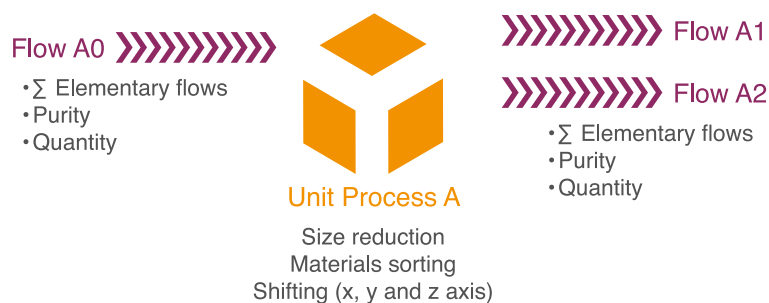 Flow A0
•∑ Elementary flows
•Purity
•Quantity
Unit Process A
Size reduction
Materials sorting
Shifting (x, y and z axis)
Flow A1
Flow A2
•∑ Elementary flows
•Purity
•Quantity